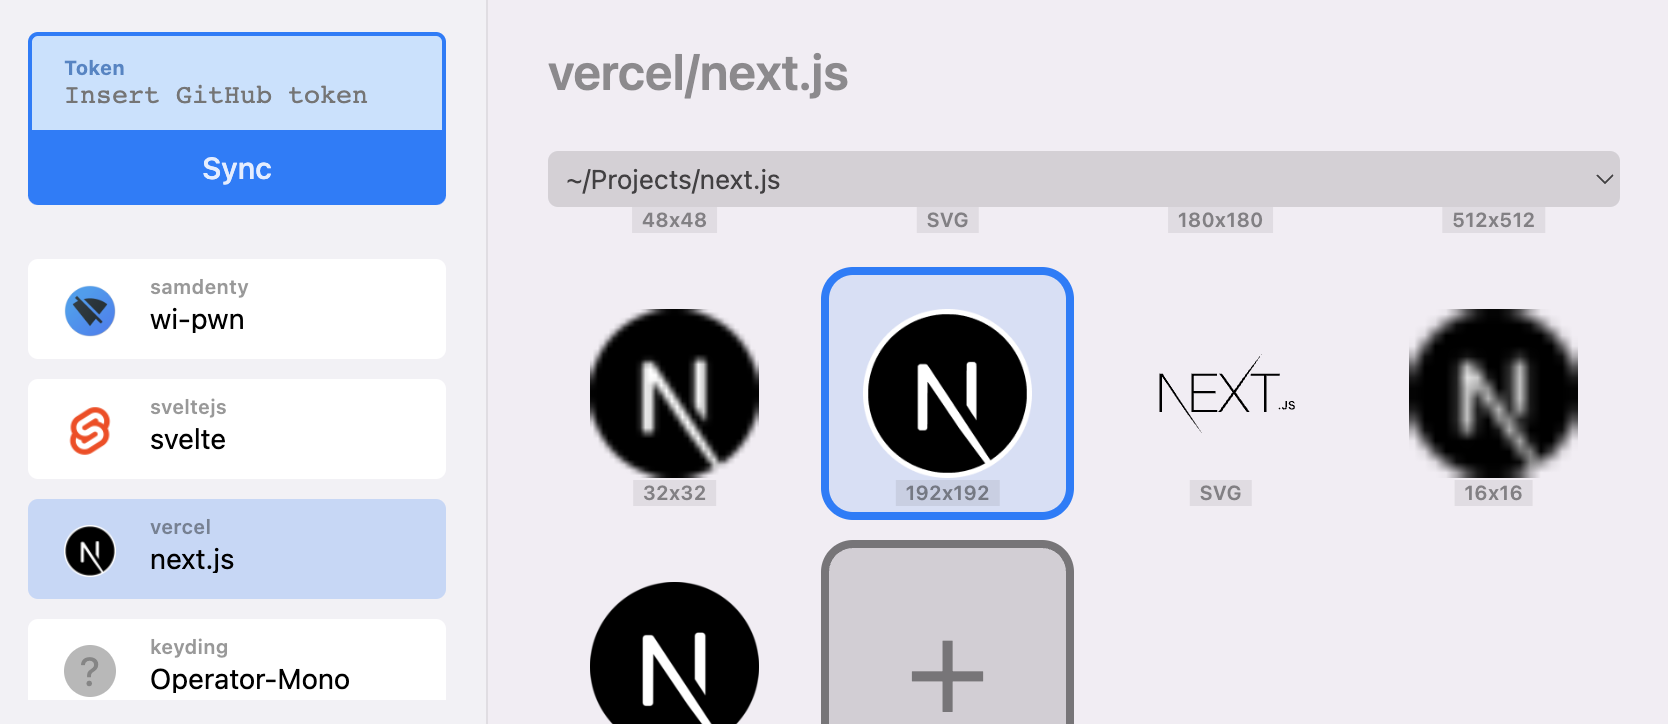 Token
Insert GitHub token
Sync
samdenty
wi-pwn
sveltejs
svelte
vercel
next.js
?
keyding
Operator-Mono
vercel/next.js
~/Projects/next.js
48x48
SVG
180x180
512x512
N
N
NEXT.JS
N
32x32
192x192
SVG
16x16
N
+